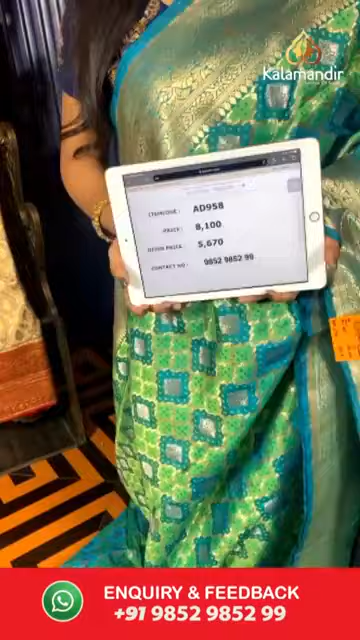 Kalamandir
ITEMCODE : AD958
PRICE : 8,100
OFFER PRICE : 5,670
CONTACT NO : 9852 9852 99
ENQUIRY & FEEDBACK
+91 9852 9852 99